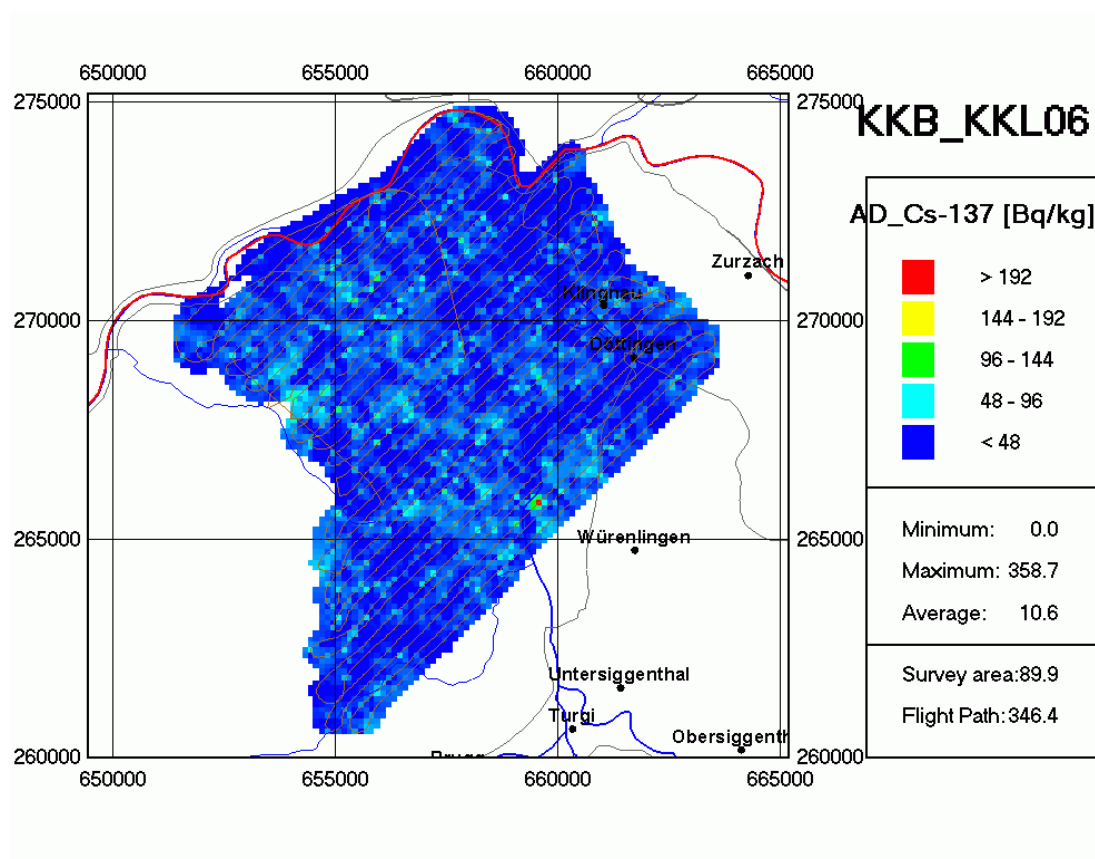 650000 655000 660000 665000
275000 275000
KKB_KKL06
AD_Cs-137 [Bq/kg]
> 192
Zurzach
Klingnau
144 - 192
270000 270000
Döttingen
96 - 144
48 - 96
< 48
265000 265000
Würenlingen
Minimum: 0.0
Maximum: 358.7
Average: 10.6
Untersiggenthal
Survey area:89.9
Turgi
Flight Path:346.4
Obersiggenth
260000 260000
650000 655000 660000 665000